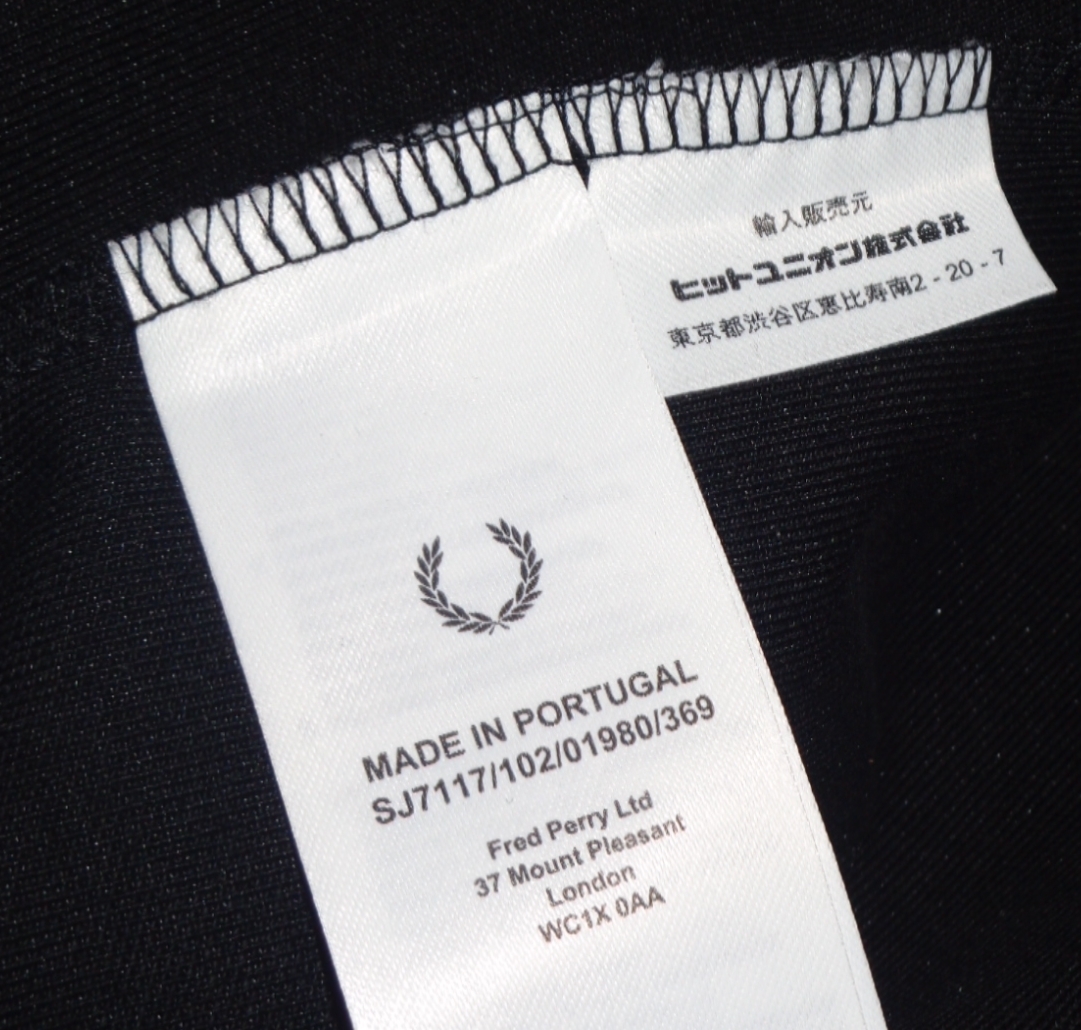 輸入販売元
ヒットユニオン株式会社
東京都渋谷区恵比寿南2-20-7
MADE IN PORTUGAL
SJ7117/102/01980/369
Fred Perry Ltd
37 Mount Pleasant
London
WC1X 0AA